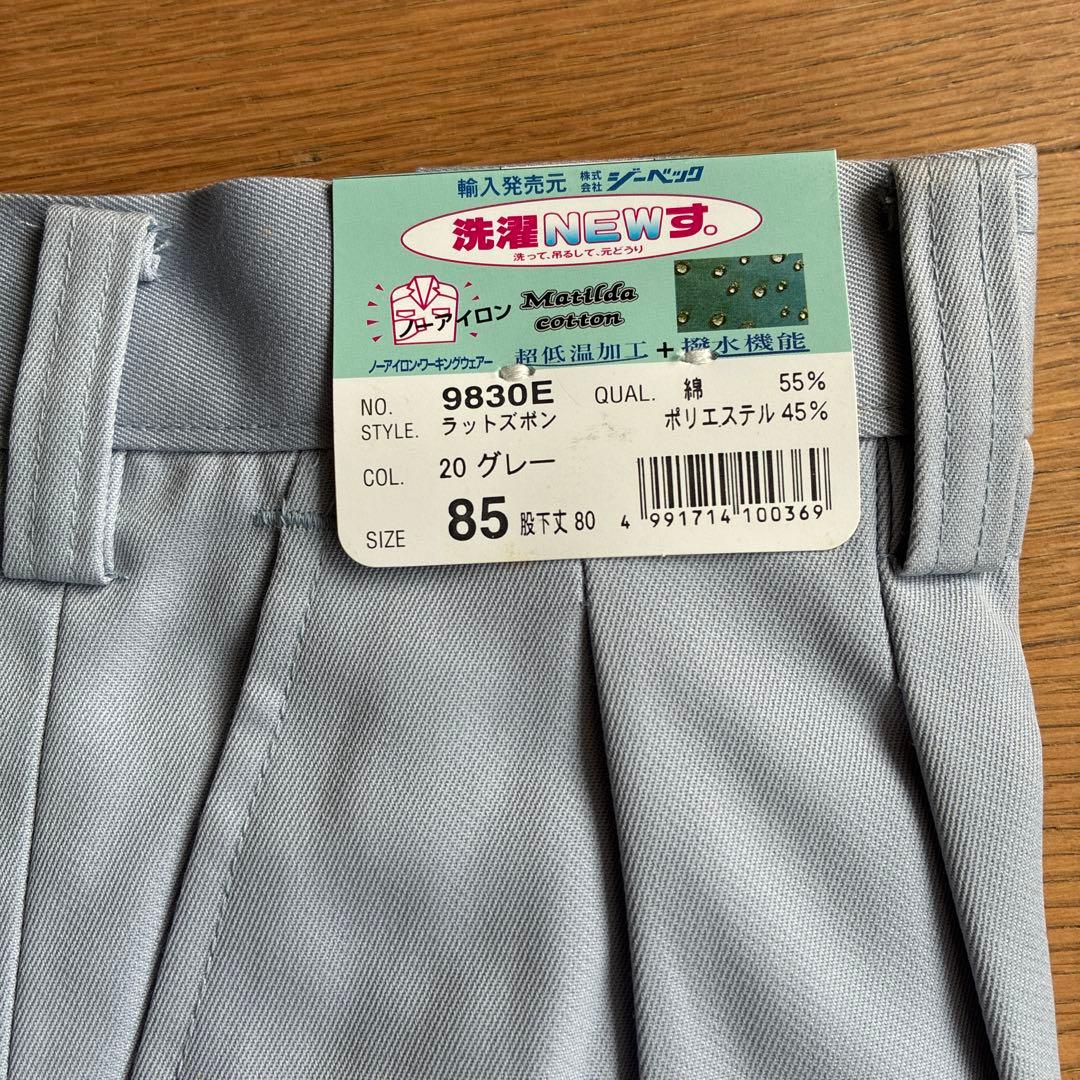 輸入発売元 株式会社 ジーベック
洗濯NEWす。
洗って、吊るして、元どうり
ノーアイロン
Matilda cotton
ノーアイロン・ワーキングウェアー
超低温加工+撥水機能
NO. 9830E
QUAL. 綿 55%
ポリエステル 45%
STYLE. ラットズボン
COL. 20 グレー
SIZE 85 股下丈 80
4 991714 100369